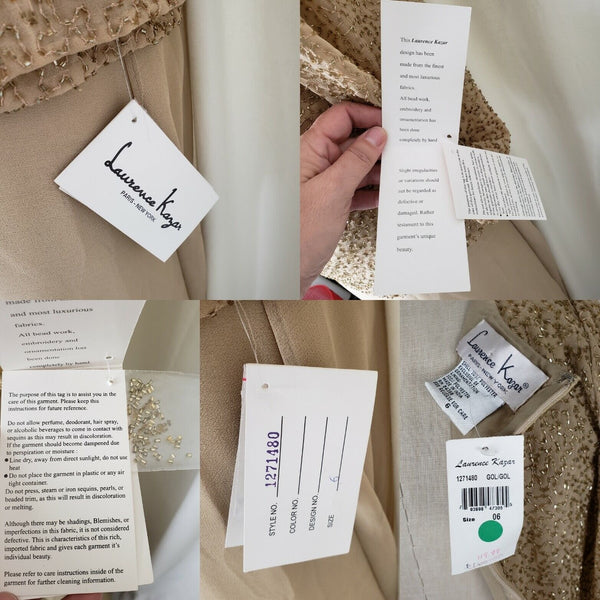 Laurence Kazar
PARIS - NEW YORK
This Laurence Kazar
design has been
made from the finest
and most luxurious
fabrics.
All bead work,
embroidery and
ornamentation has
been done
completely by hand.
Slight irregularities
or variations should
not be regarded as
defective or
damaged. Rather
testament to this
garment's unique
beauty.
made from
and most luxurious
fabrics.
All bead work,
embroidery and
ornamentation has
been done
completely by hand.
The purpose of this tag is to assist you in the
care of this garment. Please keep this
instructions for future reference.
Do not allow perfume, deodorant, hair spray,
or alcoholic beverages to come in contact with
sequins as this may result in discoloration.
If the garment should become dampened due
to perspiration or moisture
●Line dry, away from direct sunlight, do not use
heat
●Do not place the garment in plastic or any air
tight container.
Do not press, steam or iron sequins, pearls, or
beaded trim, as this will result in discoloration
or melting.
Although there may be shadings, Blemishes, or
imperfections in this fabric, it is not considered
defective. This is characteristics of this rich,
imported fabric and gives each garment it's
individual beauty.
Please refer to care instructions inside of the
garment for further cleaning information.
STYLE NO. 1271480
COLOR NO.
DESIGN NO.
SIZE 6
Laurence Kazar
PARIS - NEW YORK
POLYESTER
6
FOR CARE
Laurence Kazar
1271480 GOL/GOL
Size 06